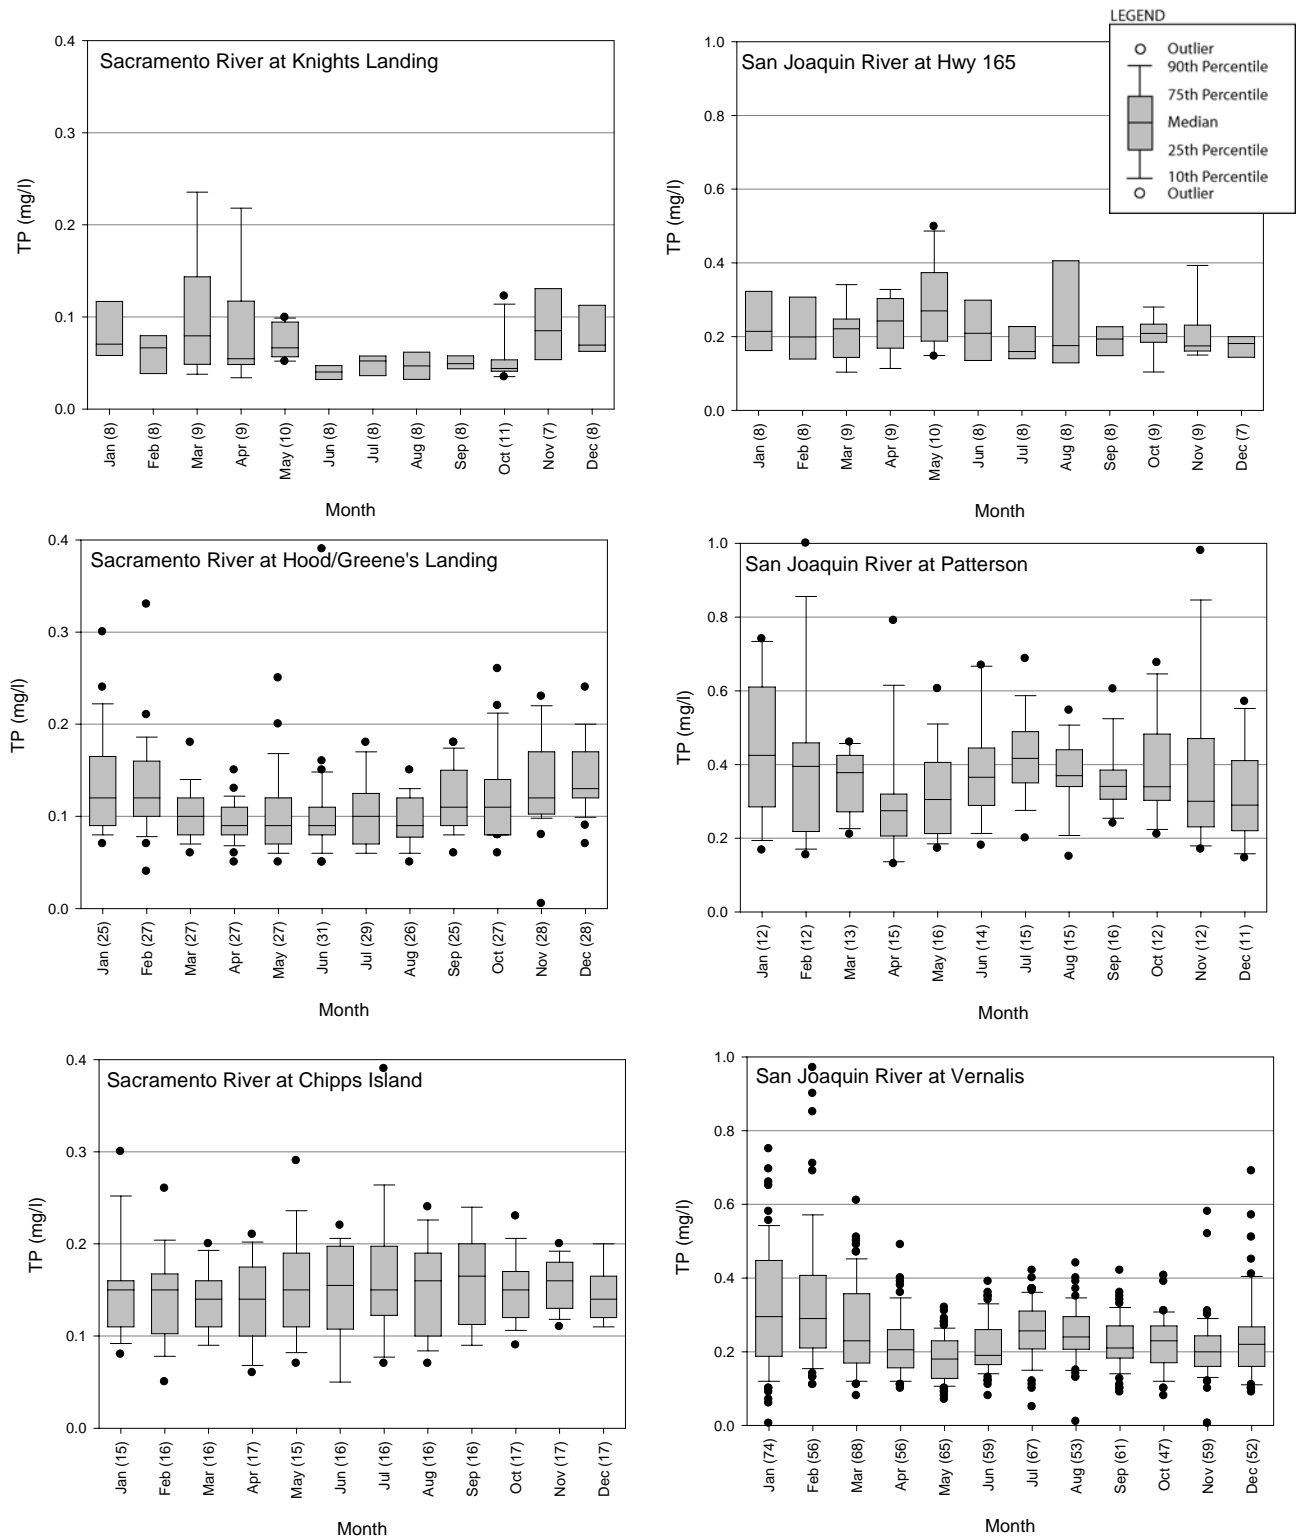 LEGEND
Outlier
90th Percentile
75th Percentile
Median
25th Percentile
10th Percentile
Outlier
Sacramento River at Knights Landing
TP (mg/l)
0.4
0.3
0.2
0.1
0.0
Jan (8)
Feb (8)
Mar (9)
Apr (9)
May (10)
Jun (8)
Jul (8)
Aug (8)
Sep (8)
Oct (11)
Nov (7)
Dec (8)
Month
San Joaquin River at Hwy 165
TP (mg/l)
1.0
0.8
0.6
0.4
0.2
0.0
Jan (8)
Feb (8)
Mar (9)
Apr (9)
May (10)
Jun (8)
Jul (8)
Aug (8)
Sep (8)
Oct (9)
Nov (9)
Dec (7)
Month
Sacramento River at Hood/Greene's Landing
TP (mg/l)
0.4
0.3
0.2
0.1
0.0
Jan (25)
Feb (27)
Mar (27)
Apr (27)
May (27)
Jun (31)
Jul (29)
Aug (26)
Sep (25)
Oct (27)
Nov (28)
Dec (28)
Month
San Joaquin River at Patterson
TP (mg/l)
1.0
0.8
0.6
0.4
0.2
0.0
Jan (12)
Feb (12)
Mar (13)
Apr (15)
May (16)
Jun (14)
Jul (15)
Aug (15)
Sep (16)
Oct (12)
Nov (12)
Dec (11)
Month
Sacramento River at Chipps Island
TP (mg/l)
0.4
0.3
0.2
0.1
0.0
Jan (15)
Feb (16)
Mar (16)
Apr (17)
May (15)
Jun (16)
Jul (16)
Aug (16)
Sep (16)
Oct (17)
Nov (17)
Dec (17)
Month
San Joaquin River at Vernalis
TP (mg/l)
1.0
0.8
0.6
0.4
0.2
0.0
Jan (74)
Feb (56)
Mar (68)
Apr (56)
May (65)
Jun (59)
Jul (67)
Aug (53)
Sep (61)
Oct (47)
Nov (59)
Dec (52)
Month